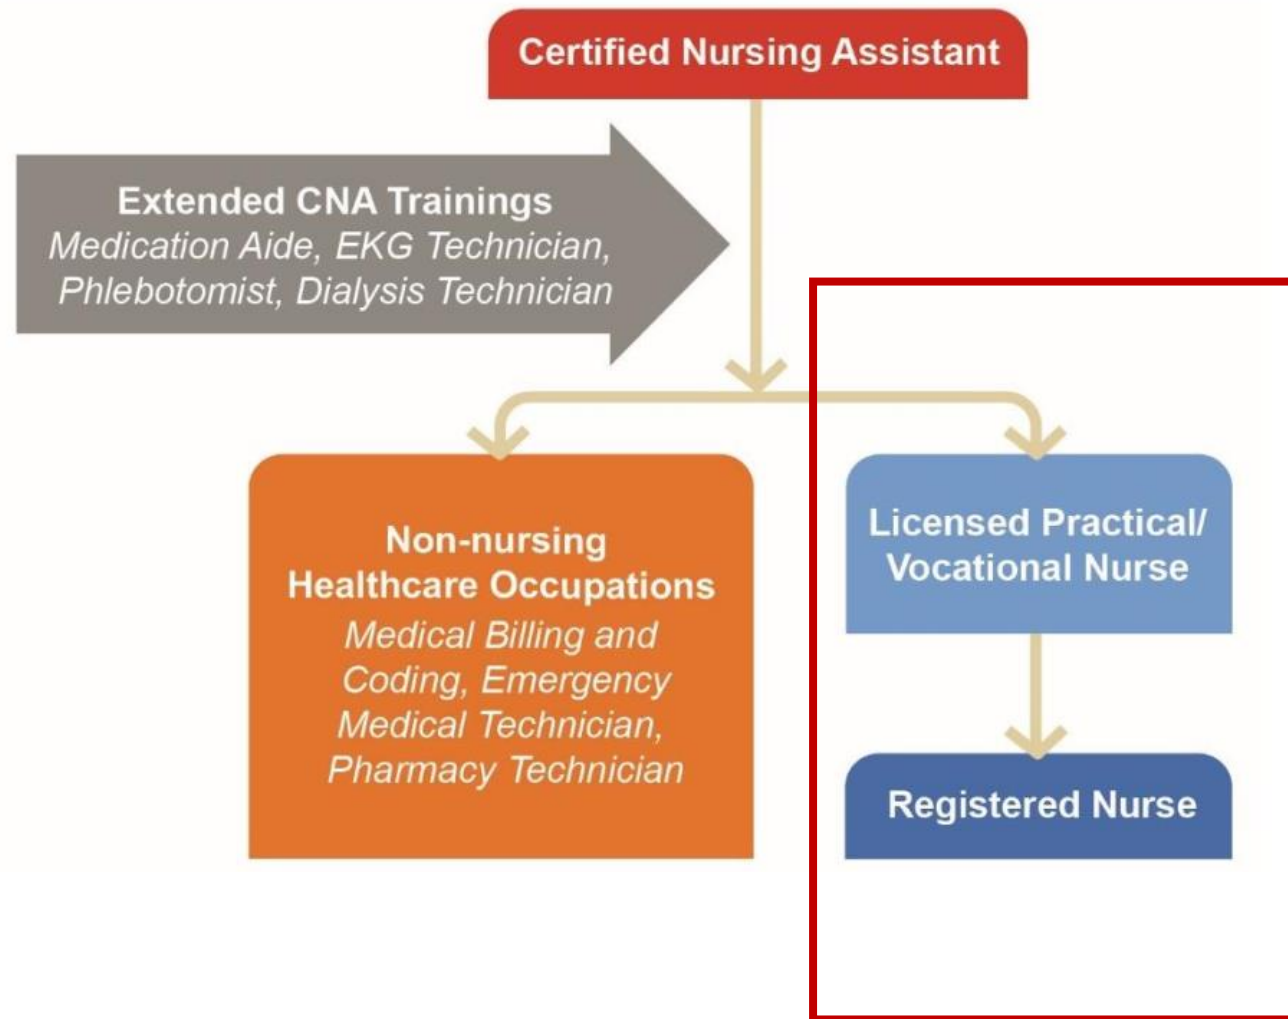 Certified Nursing Assistant
Extended CNA Trainings
Medication Aide, EKG Technician,
Phlebotomist, Dialysis Technician
Non-nursing
Healthcare Occupations
Medical Billing and
Coding, Emergency
Medical Technician,
Pharmacy Technician
Licensed Practical/
Vocational Nurse
Registered Nurse